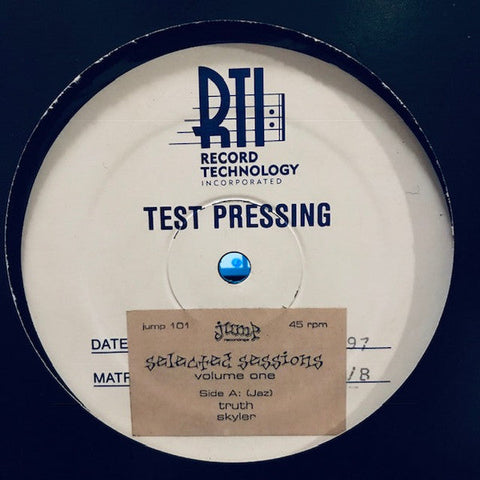 RTI
RECORD
TECHNOLOGY
INCORPORATED
TEST PRESSING
DATE 97
MATR /8
jump 101 jump 45 rpm
recordings
selected sessions
volume one
Side A: (Jaz)
truth
skyler